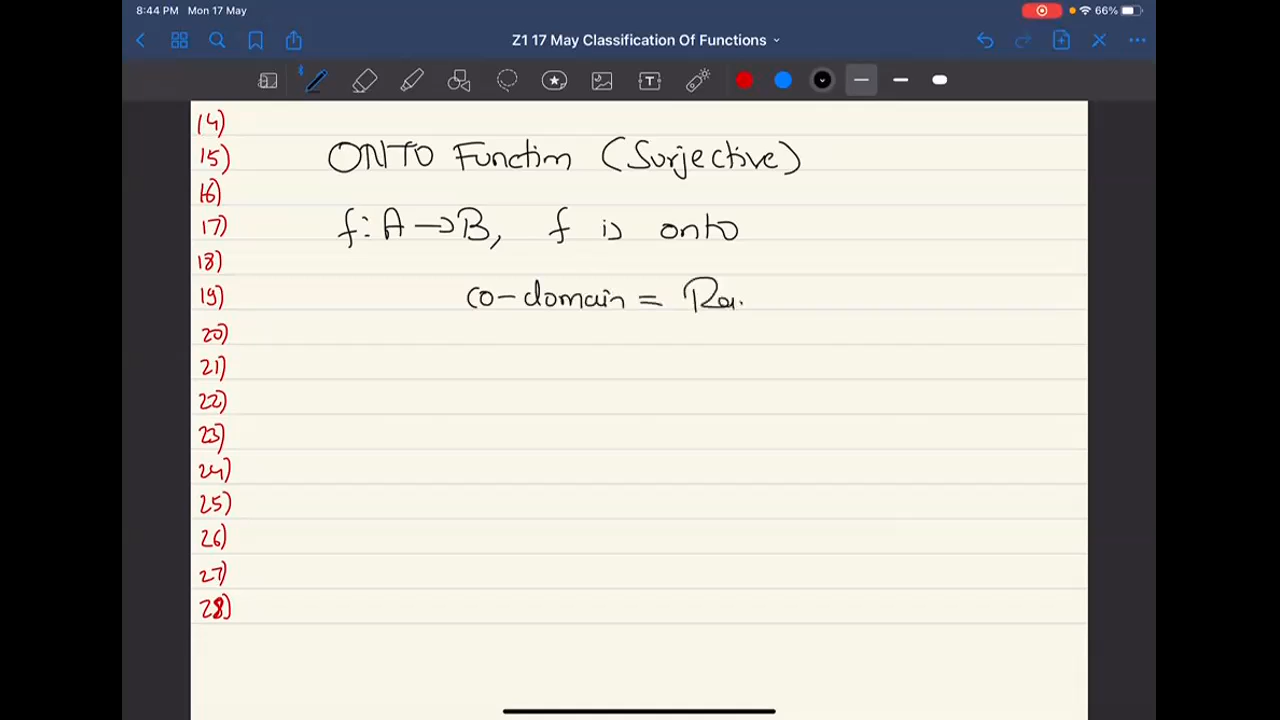 8:44 PM Mon 17 May
66%
Z1 17 May Classification Of Functions
14)
15) ONTO Function (Surjective)
16)
17) f: A → B, f is onto
18)
19) co-domain = Ra
20)
21)
22)
23)
24)
25)
26)
27)
28)